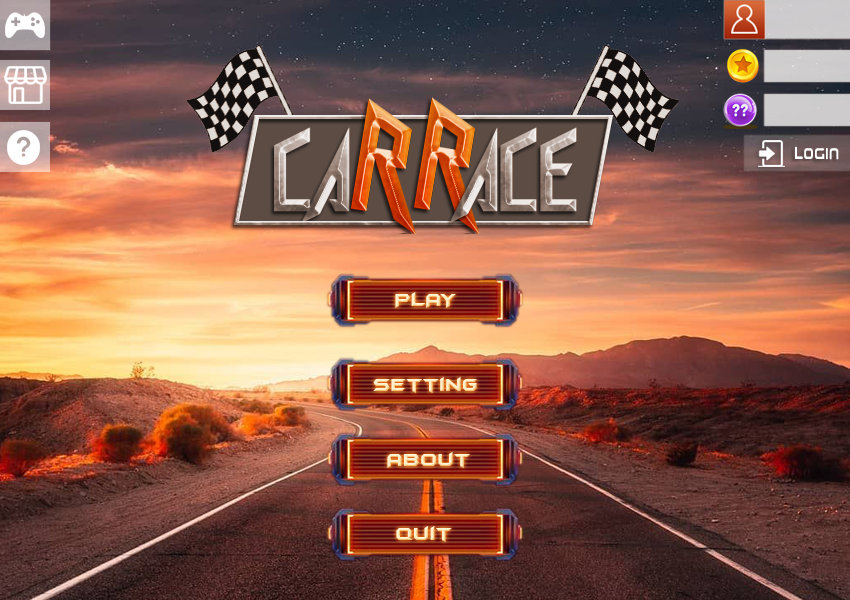 ?
??
LOGIN
CARRACE
PLAY
SETTING
ABOUT
QUIT